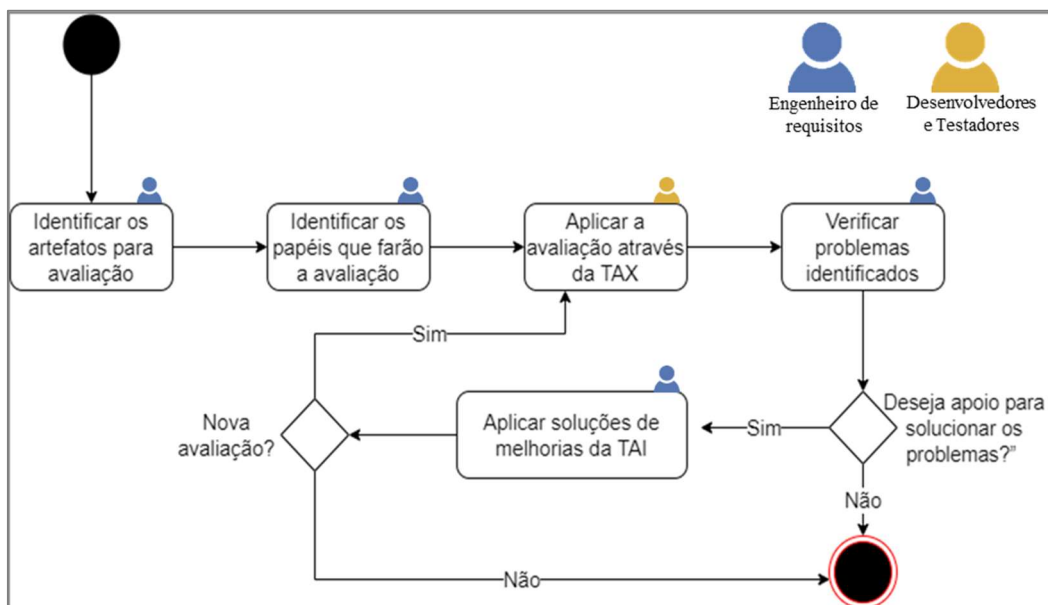 Engenheiro de
requisitos
Desenvolvedores
e Testadores
Identificar os
artefatos para
avaliação
Identificar os
papéis que farão
a avaliação
Aplicar a
avaliação através
da TAX
Verificar
problemas
identificados
Deseja apoio para
solucionar os
problemas?”
Sim
Não
Aplicar soluções de
melhorias da TAI
Nova
avaliação?
Sim
Não